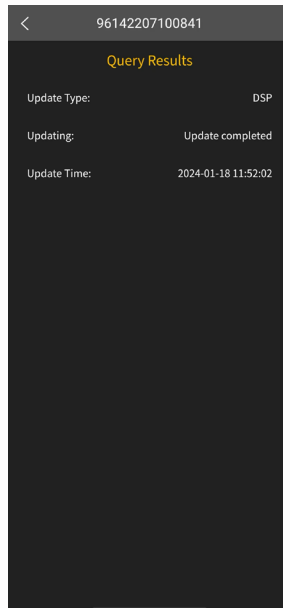 96142207100841
Query Results
Update Type: DSP
Updating: Update completed
Update Time: 2024-01-18 11:52:02